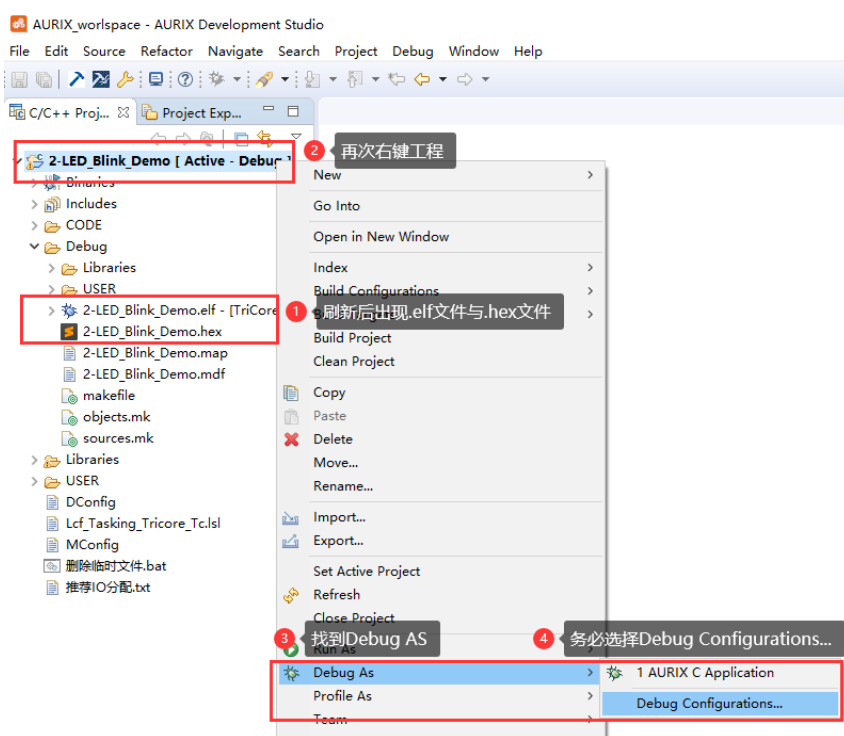 AURIX_worlspace - AURIX Development Studio
File Edit Source Refactor Navigate Search Project Debug Window Help
C/C++ Proj... Project Exp...
2-LED_Blink_Demo [ Active - Debug ]
2 再次右键工程
Binaries
Includes
CODE
Debug
Libraries
USER
2-LED_Blink_Demo.elf - [TriCore
1 刷新后出现.elf文件与.hex文件
2-LED_Blink_Demo.hex
2-LED_Blink_Demo.map
2-LED_Blink_Demo.mdf
makefile
objects.mk
sources.mk
Libraries
USER
DConfig
Lcf_Tasking_Tricore_Tc.lsl
MConfig
删除临时文件.bat
推荐IO分配.txt
New
Go Into
Open in New Window
Index
Build Configurations
Build Project
Clean Project
Copy
Paste
Delete
Move...
Rename...
Import...
Export...
Set Active Project
Refresh
Close Project
3 找到Debug AS
4 务必选择Debug Configurations...
Run As
Debug As
1 AURIX C Application
Profile As
Debug Configurations...
Team